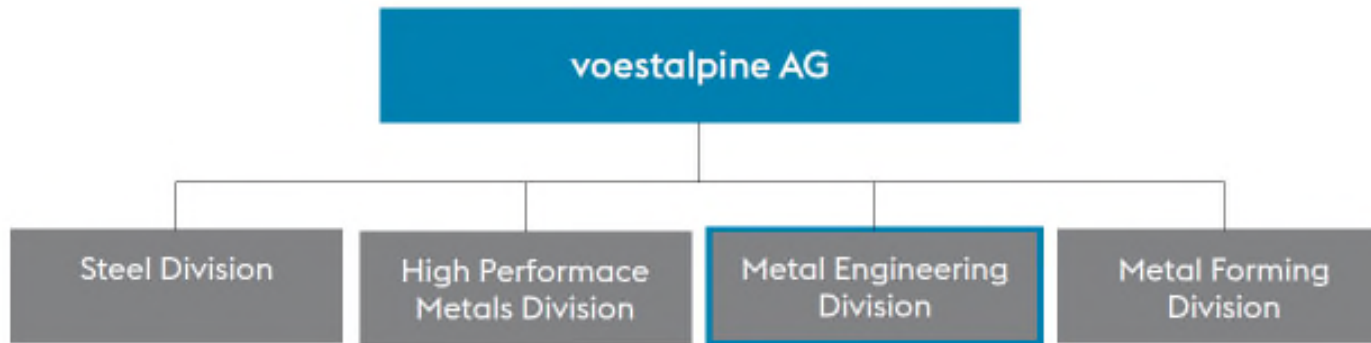 voestalpine AG
Steel Division
High Performace
Metals Division
Metal Engineering
Division
Metal Forming
Division